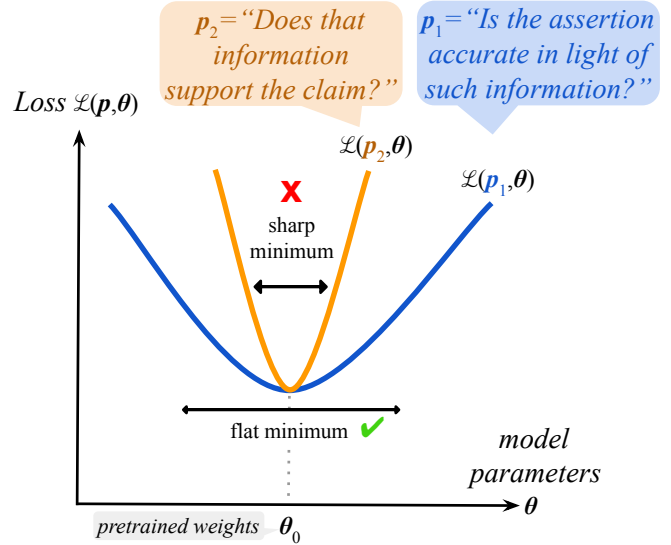 p₂="Does that
information
support the claim?"
p₁="Is the assertion
accurate in light of
such information?"
Loss ℒ(p,θ)
ℒ(p₂,θ)
ℒ(p₁,θ)
x
sharp
minimum
flat minimum ✔
model
parameters
θ
pretrained weights θ₀